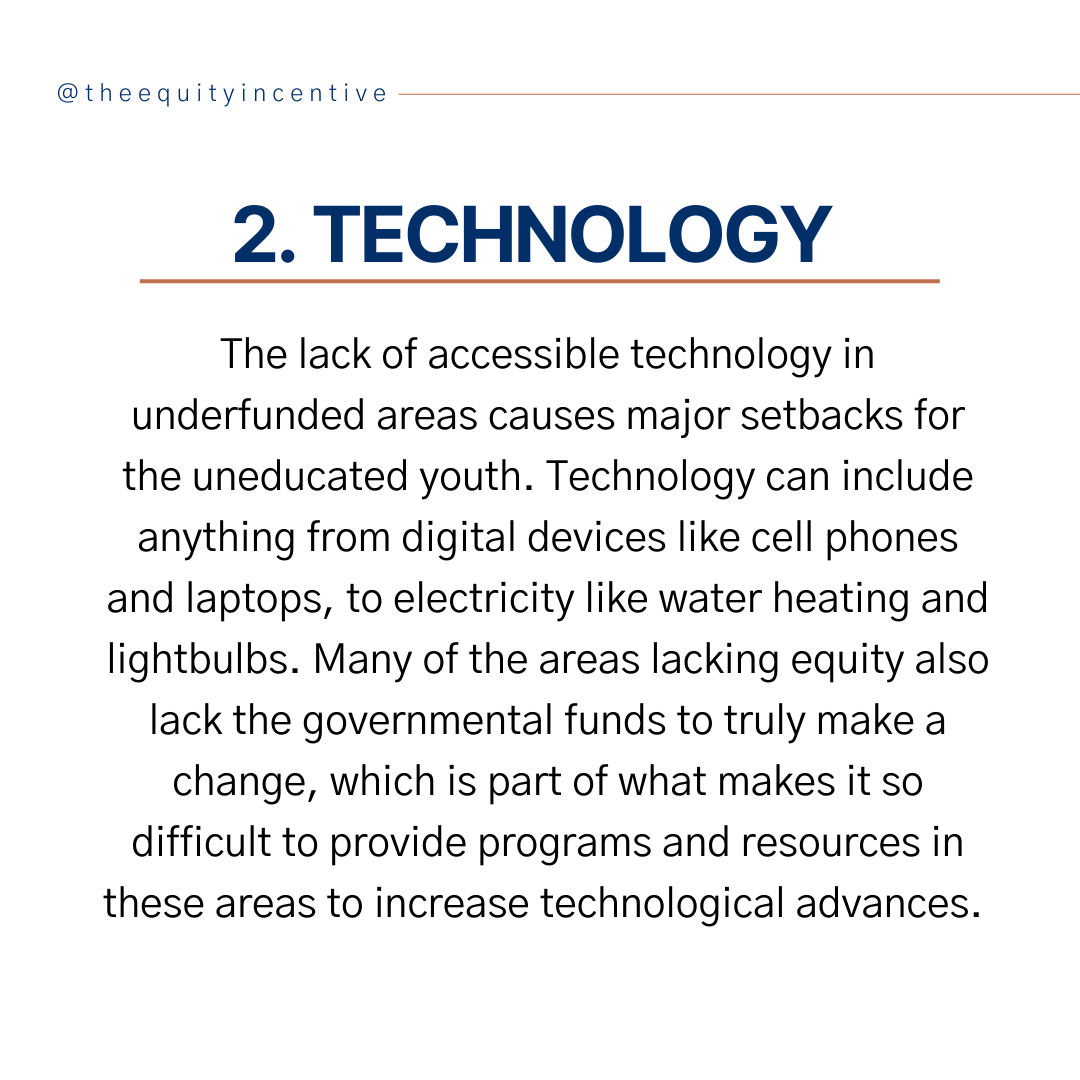 @theequityincentive
2. TECHNOLOGY
The lack of accessible technology in
underfunded areas causes major setbacks for
the uneducated youth. Technology can include
anything from digital devices like cell phones
and laptops, to electricity like water heating and
lightbulbs. Many of the areas lacking equity also
lack the governmental funds to truly make a
change, which is part of what makes it so
difficult to provide programs and resources in
these areas to increase technological advances.